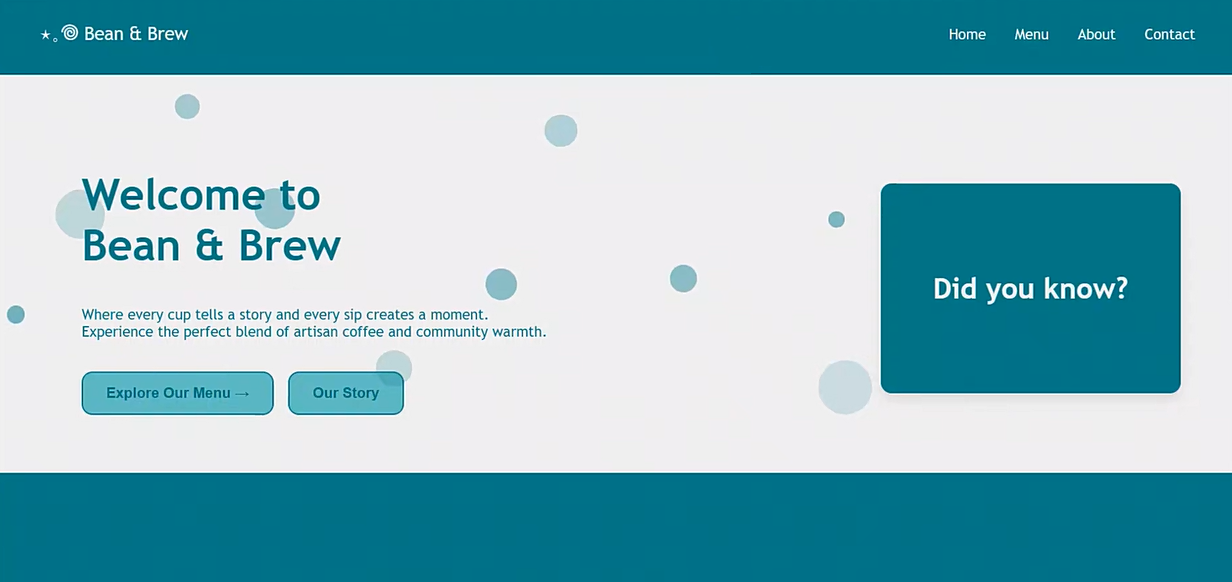 ⋆｡🌀 Bean & Brew
Home Menu About Contact
Welcome to
Bean & Brew
Where every cup tells a story and every sip creates a moment.
Experience the perfect blend of artisan coffee and community warmth.
Explore Our Menu → Our Story
Did you know?